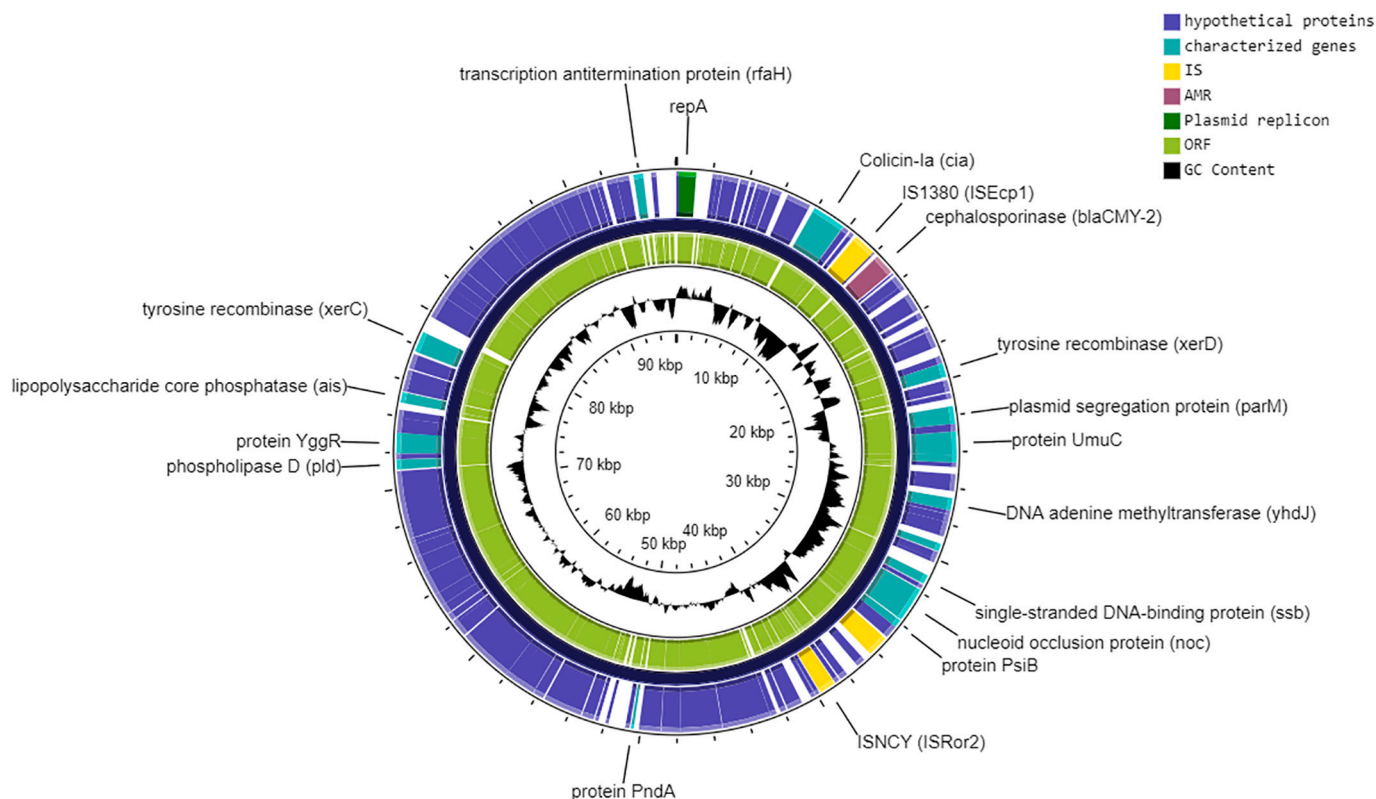 hypothetical proteins
characterized genes
IS
AMR
Plasmid replicon
ORF
GC Content
transcription antitermination protein (rfaH)
repA
Colicin-Ia (cia)
IS1380 (ISEcp1)
cephalosporinase (blaCMY-2)
tyrosine recombinase (xerC)
tyrosine recombinase (xerD)
lipopolysaccharide core phosphatase (ais)
plasmid segregation protein (parM)
protein YggR
protein UmuC
phospholipase D (pld)
DNA adenine methyltransferase (yhdJ)
single-stranded DNA-binding protein (ssb)
nucleoid occlusion protein (noc)
protein PsiB
ISNCY (ISRor2)
protein PndA
90 kbp
10 kbp
80 kbp
20 kbp
70 kbp
30 kbp
60 kbp
40 kbp
50 kbp